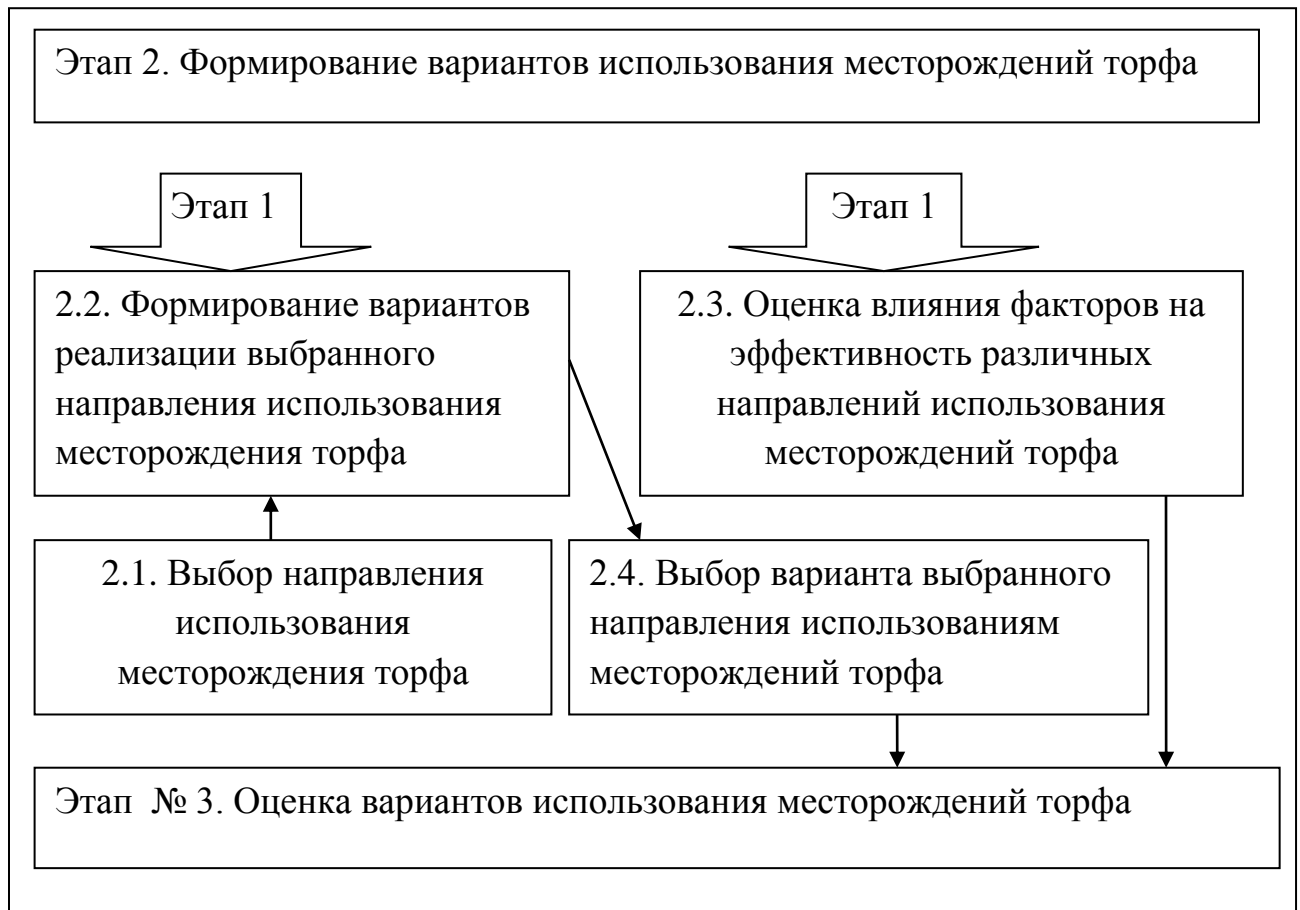 Этап 2. Формирование вариантов использования месторождений торфа
Этап 1
Этап 1
2.2. Формирование вариантов
реализации выбранного
направления использования
месторождения торфа
2.3. Оценка влияния факторов на
эффективность различных
направлений использования
месторождений торфа
2.1. Выбор направления
использования
месторождения торфа
2.4. Выбор варианта выбранного
направления использованиям
месторождений торфа
Этап № 3. Оценка вариантов использования месторождений торфа